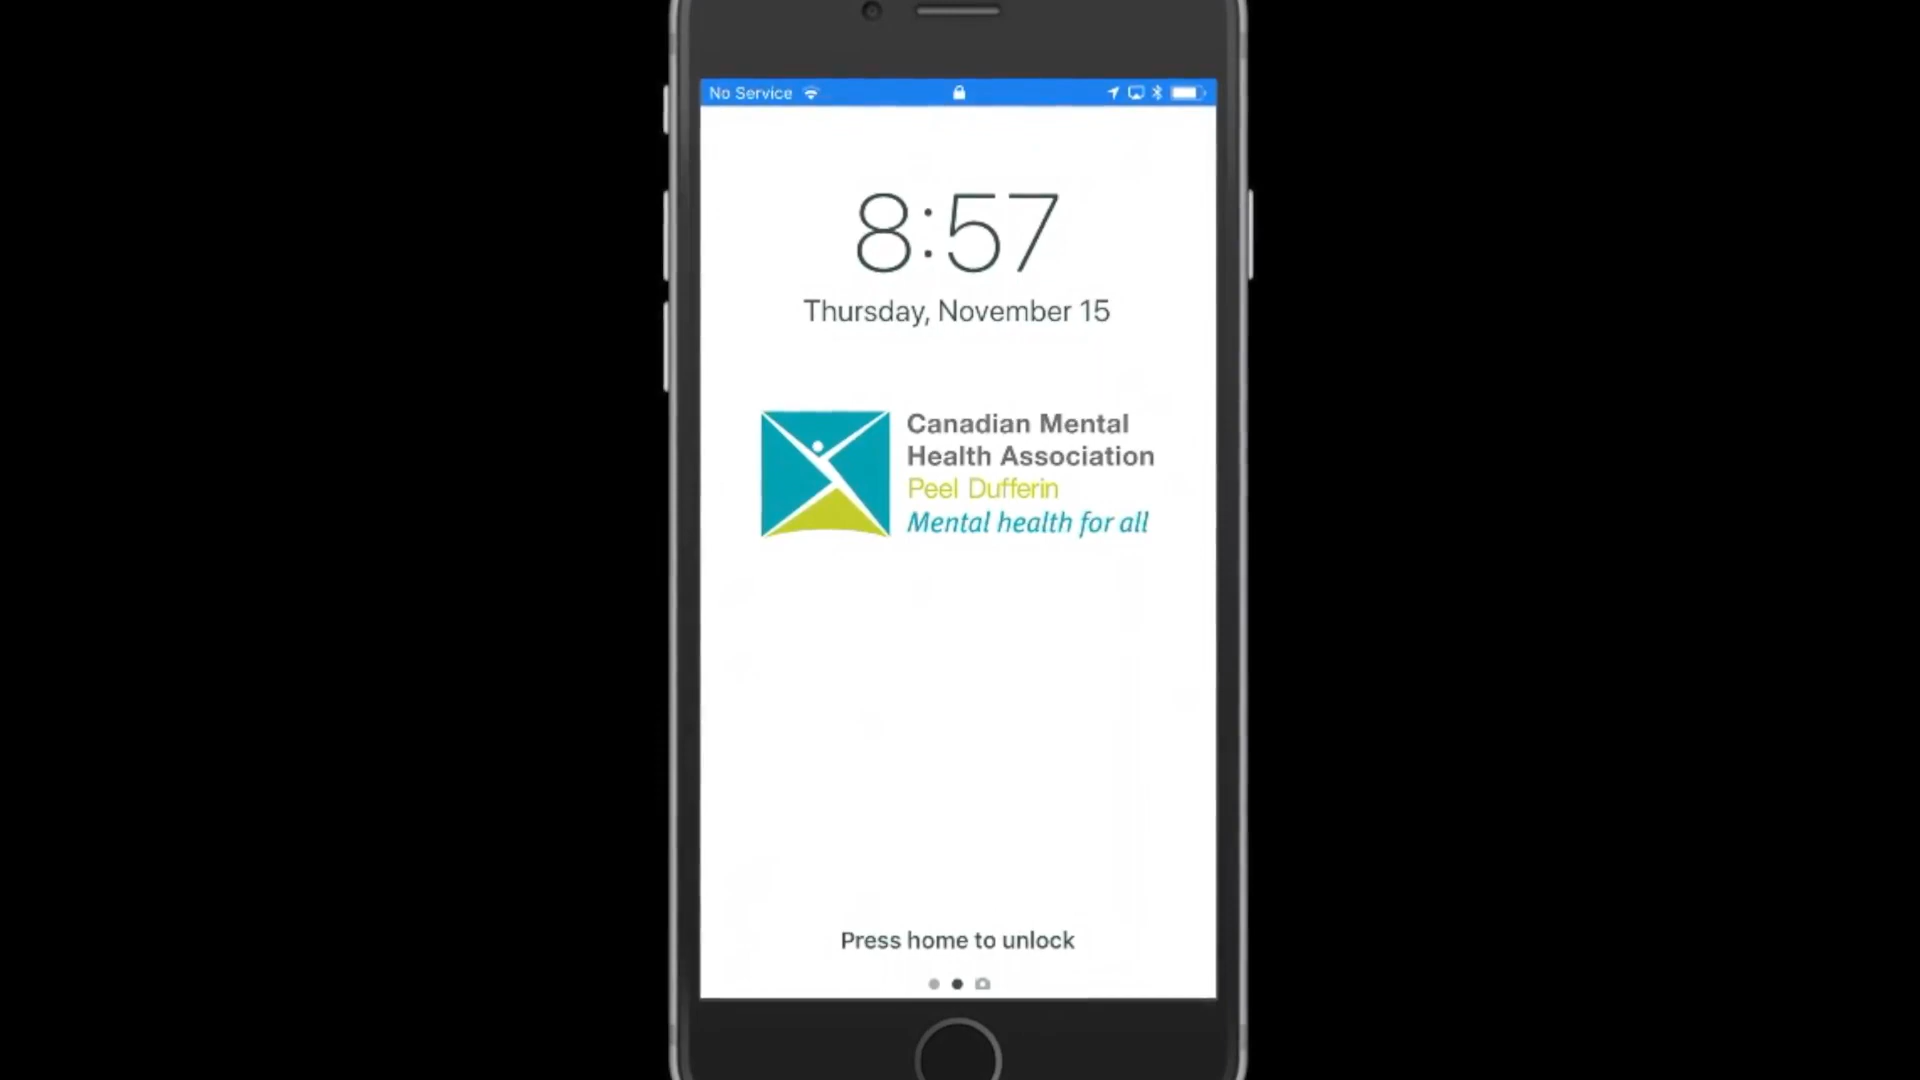 No Service
8:57
Thursday, November 15
Canadian Mental
Health Association
Peel Dufferin
Mental health for all
Press home to unlock